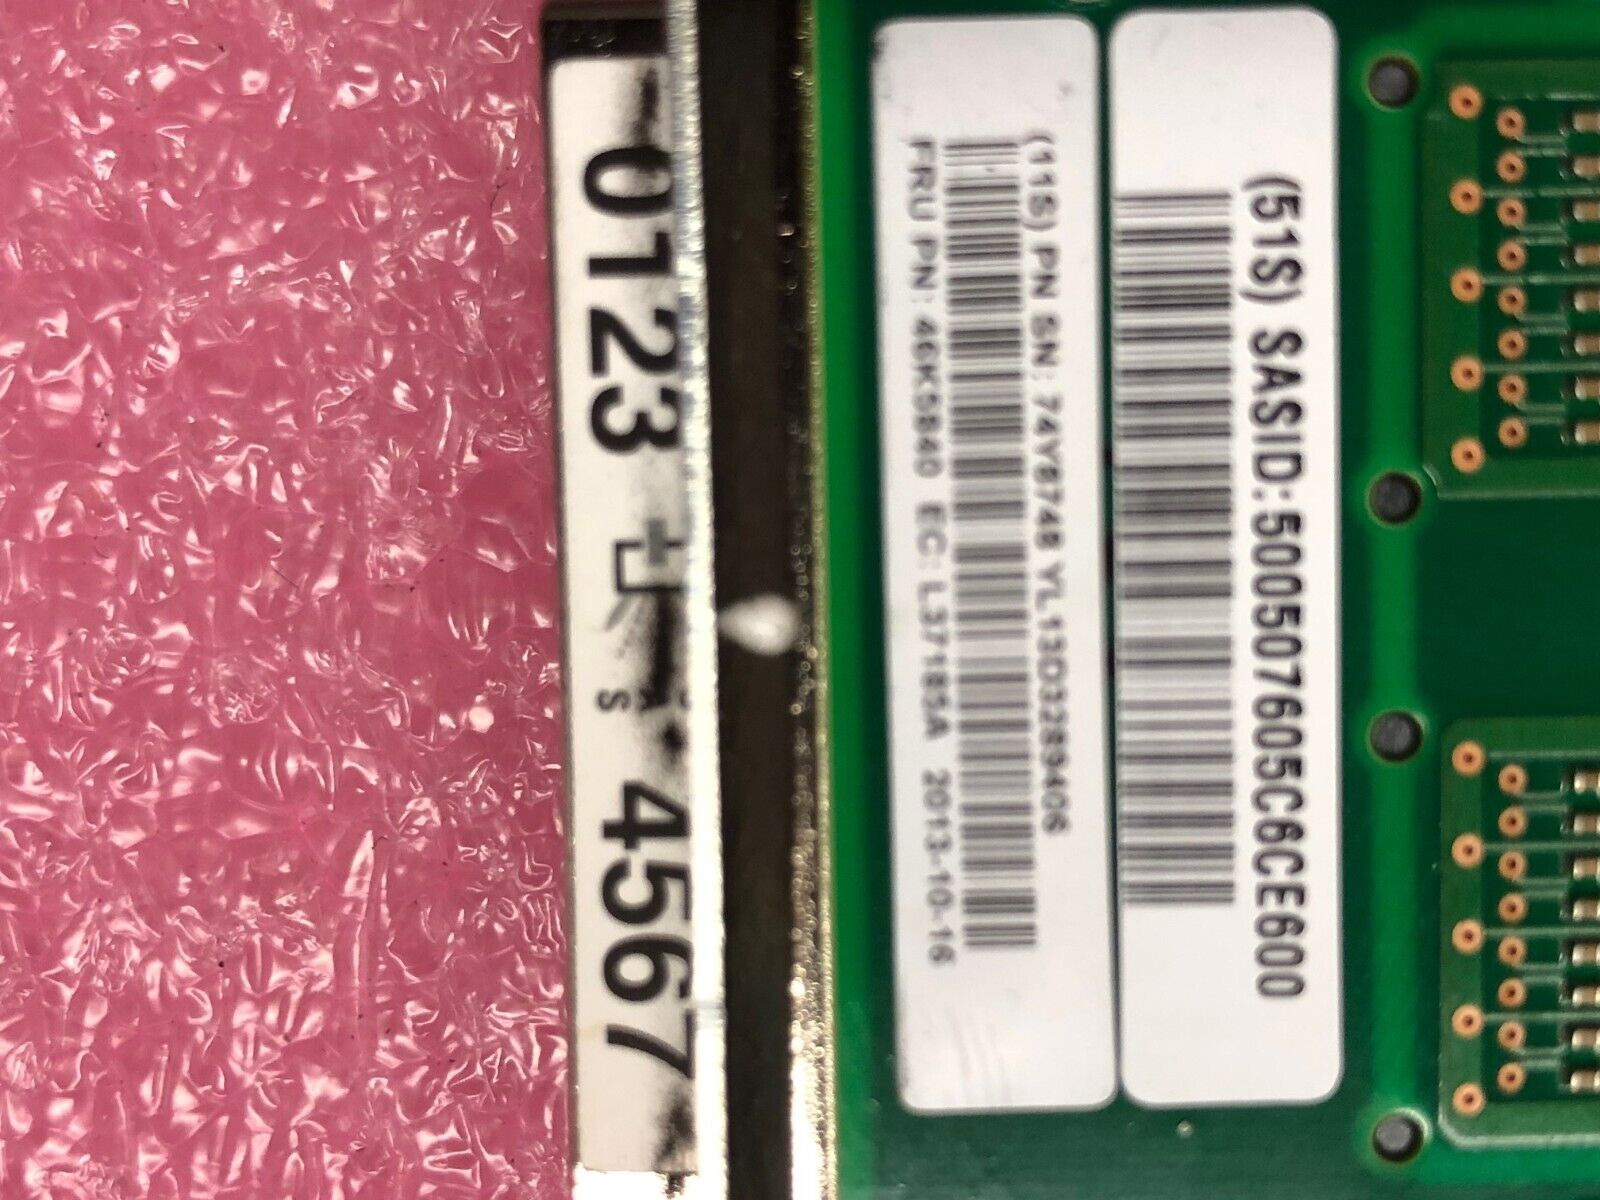 (51S) SASID:500507605C6CE600
(11S) PN SN: 74Y8748 YL13D3289406
FRU PN: 46K5840 EC: L37185A 2013-10-16
0123
S
4567